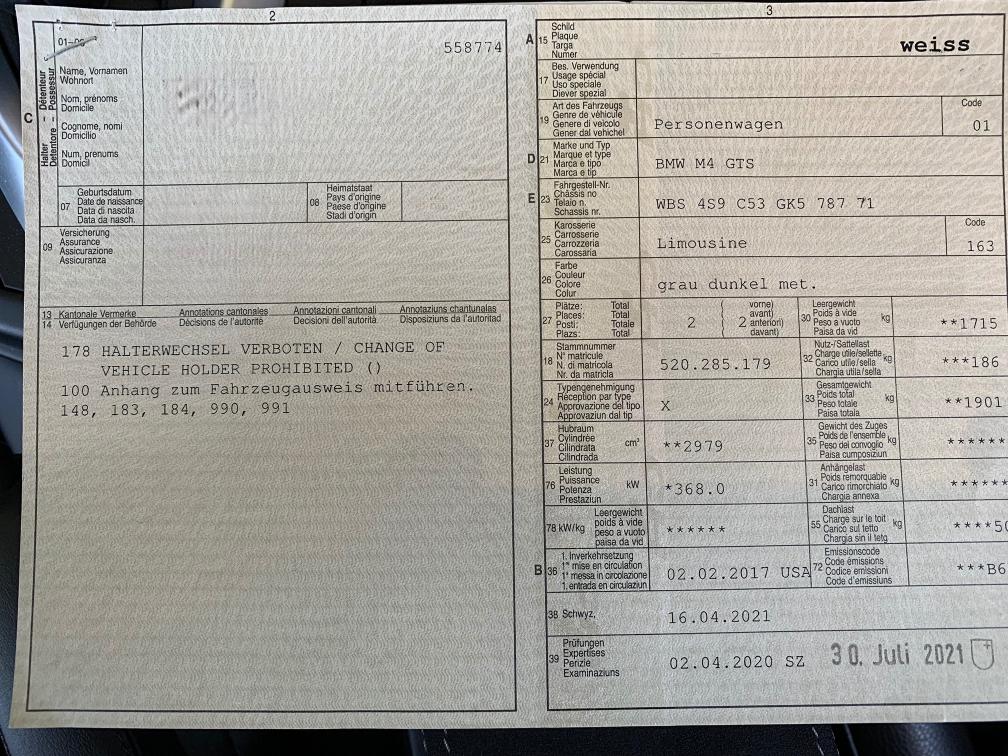 2
01-06
558774
C
Halter – Détenteur
Detentore – Possessur
Name, Vornamen
Wohnort
Nom, prénoms
Domicile
Cognome, nomi
Domicilio
Num, prenums
Domicil
07
Geburtsdatum
Date de naissance
Data di nascita
Data da nasch.
08
Heimatstaat
Pays d'origine
Paese d'origine
Stadi d'origin
09
Versicherung
Assurance
Assicurazione
Assicuranza
13 Kantonale Vermerke Annotations cantonales Annotazioni cantonali Annotaziuns chantunalas
14 Verfügungen der Behörde Décisions de l'autorité Decisioni dell'autorità Disposiziuns da l'autoritad
178 HALTERWECHSEL VERBOTEN / CHANGE OF
VEHICLE HOLDER PROHIBITED ()
100 Anhang zum Fahrzeugausweis mitführen.
148, 183, 184, 990, 991
3
A 15
Schild
Plaque
Targa
Numer
weiss
17
Bes. Verwendung
Usage spécial
Uso speciale
Diever spezial
19
Art des Fahrzeugs
Genre de véhicule
Genere di veicolo
Gener dal vehichel
Personenwagen
Code
01
D 21
Marke und Typ
Marque et type
Marca e tipo
Marca e tip
BMW M4 GTS
E 23
Fahrgestell-Nr.
Châssis no
Telaio n.
Schassis nr.
WBS 4S9 C53 GK5 787 71
25
Karosserie
Carrosserie
Carrozzeria
Carossaria
Limousine
Code
163
26
Farbe
Couleur
Colore
Colur
grau dunkel met.
27
Plätze: Total
Places: Total
Posti: Totale
Plazs: Total
2
( vorne)
( avant)
2 anteriori)
( davant)
30
Leergewicht
Poids à vide
Peso a vuoto
Paisa da vid
kg
**1715
18
Stammnummer
N° matricule
N. di matricola
Nr. da matricla
520.285.179
32
Nutz-/Sattellast
Charge utile/sellette
Carico utile/sella
Chargia utila/sella
kg
***186
24
Typengenehmigung
Réception par type
Approvazione del tipo
Approvaziun dal tip
X
33
Gesamtgewicht
Poids total
Peso totale
Paisa totala
kg
**1901
37
Hubraum
Cylindrée
Cilindrata
Cilindrada
cm³
**2979
35
Gewicht des Zuges
Poids de l'ensemble
Peso del convoglio
Paisa cumposiziun
kg
******
76
Leistung
Puissance
Potenza
Prestaziun
kW
*368.0
31
Anhängelast
Poids remorquable
Carico rimorchiato
Chargia annexa
kg
******
78 kW/kg
Leergewicht
poids à vide
peso a vuoto
paisa da vid
******
55
Dachlast
Charge sur le toit
Carico sul tetto
Chargia sin il tetg
kg
****50
B 36
1. Inverkehrsetzung
1re mise en circulation
1a messa in circolazione
1. entrada en circulaziun
02.02.2017 USA
72
Emissionscode
Code émissions
Codice emissioni
Code d'emissiuns
***B6
38 Schwyz,
16.04.2021
39
Prüfungen
Expertises
Perizie
Examinaziuns
02.04.2020 SZ
30. Juli 2021